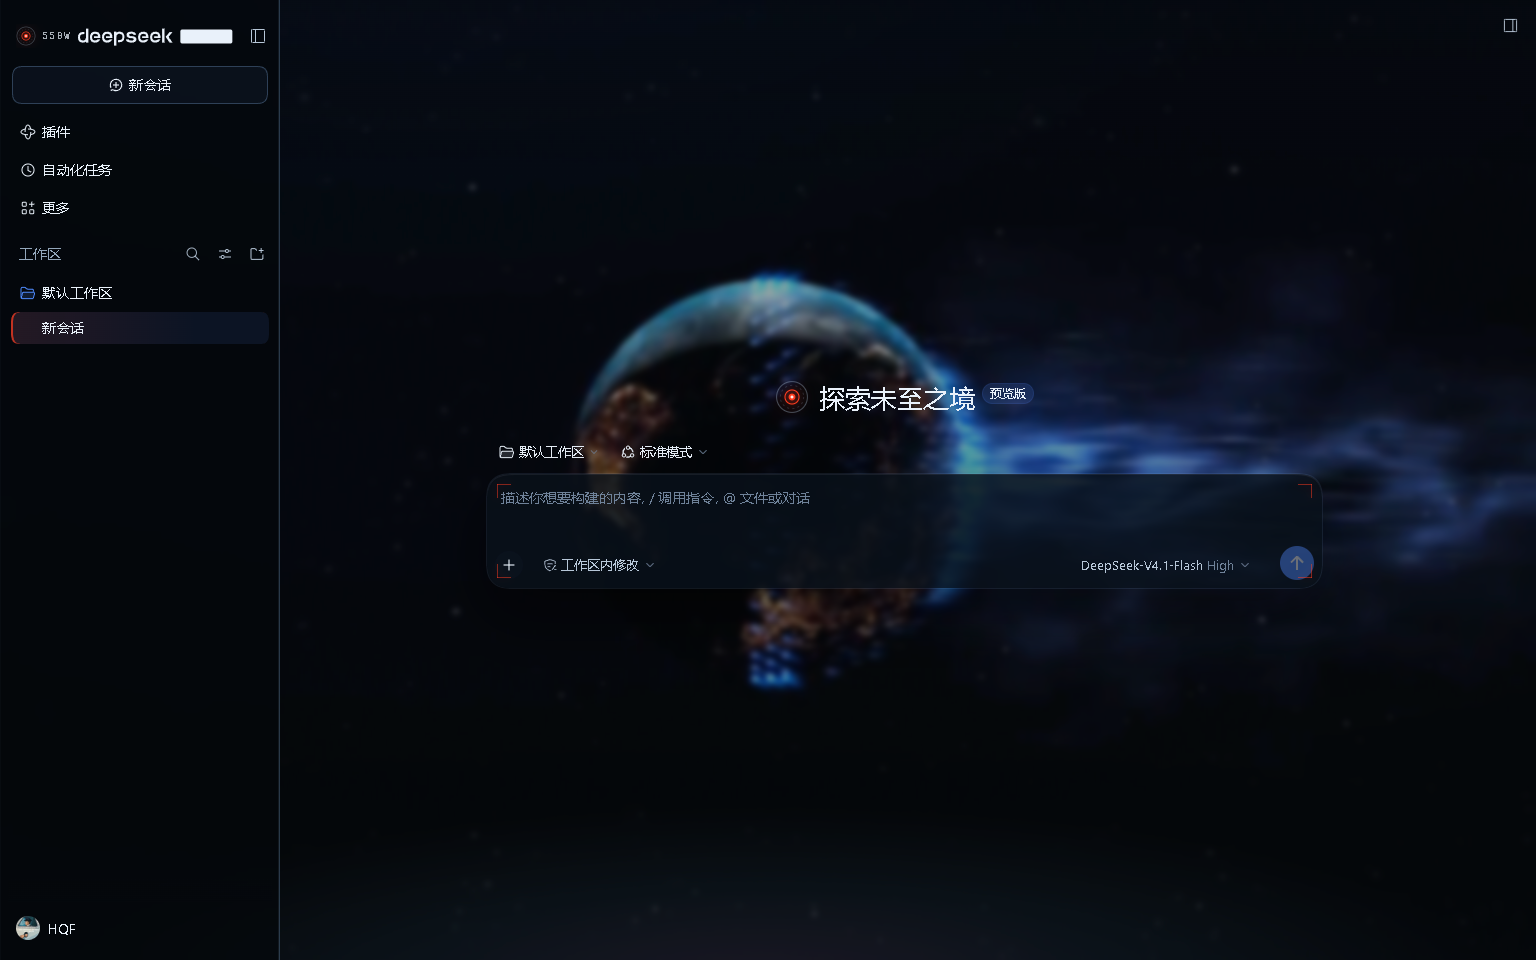 550W deepseek
新会话
插件
自动化任务
更多
工作区
默认工作区
新会话
探索未至之境 预览版
默认工作区 标准模式
描述你想要构建的内容, / 调用指令, @ 文件或对话
工作区内修改 DeepSeek-V4.1-Flash High
HQF